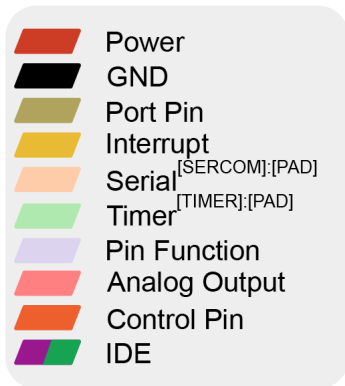 Power
GND
Port Pin
Interrupt
Serial[SERCOM]:[PAD]
Timer[TIMER]:[PAD]
Pin Function
Analog Output
Control Pin
IDE